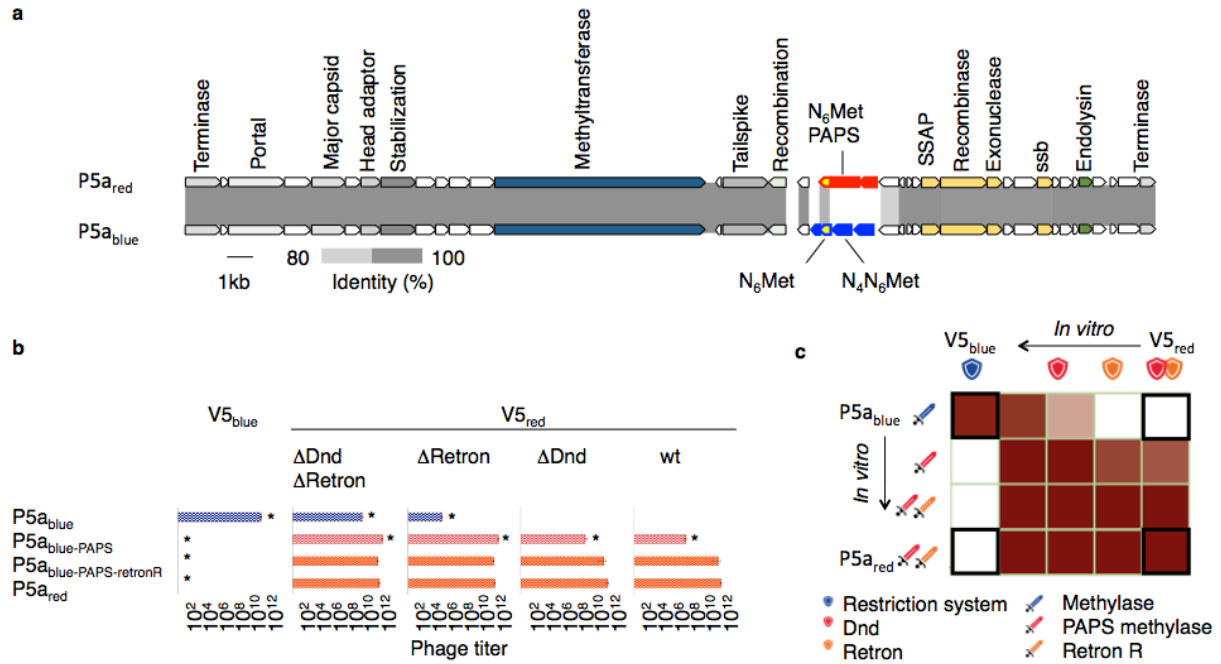 a
Terminase
Portal
Major capsid
Head adaptor
Stabilization
Methyltransferase
Tailspike
Recombination
N6Met
PAPS
SSAP
Recombinase
Exonuclease
ssb
Endolysin
Terminase
P5ared
P5ablue
80 100
1kb Identity (%)
N6Met N4N6Met
b
V5blue V5red
ΔDnd
ΔRetron
ΔRetron
ΔDnd
wt
P5ablue *
*
*
P5ablue-PAPS *
*
*
*
*
P5ablue-PAPS-retronR *
P5ared *
10² 10⁴ 10⁶ 10⁸ 10¹⁰ 10¹²
10² 10⁴ 10⁶ 10⁸ 10¹⁰ 10¹²
10² 10⁴ 10⁶ 10⁸ 10¹⁰ 10¹²
10² 10⁴ 10⁶ 10⁸ 10¹⁰ 10¹²
10² 10⁴ 10⁶ 10⁸ 10¹⁰ 10¹²
Phage titer
c
V5blue In vitro V5red
P5ablue
In vitro
P5ared
Restriction system
Dnd
Retron
Methylase
PAPS methylase
Retron R